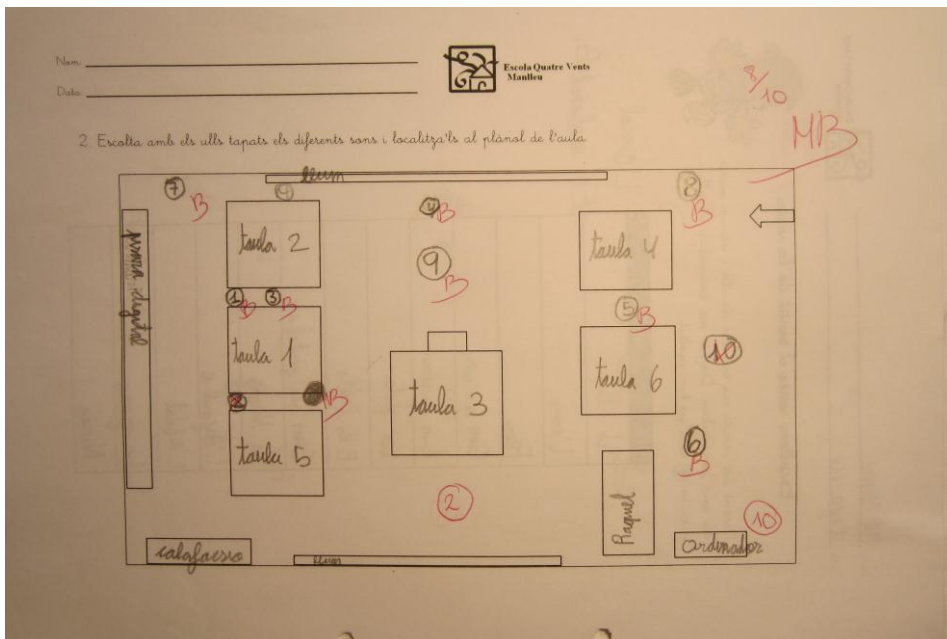 Nom:
Escola Quatre Vents
Manlleu
Data:
8/10
MB
2. Escolta amb els ulls tapats els diferents sons i localitza'ls al plànol de l'aula.
llum
7
B
9
4
B
8
B
pissarra digital
taula 2
9
B
taula 4
1
B
3
B
5
B
taula 1
taula 3
taula 6
10
B
taula 5
6
B
2
Raquel
10
calafacsio
llum
ordinador